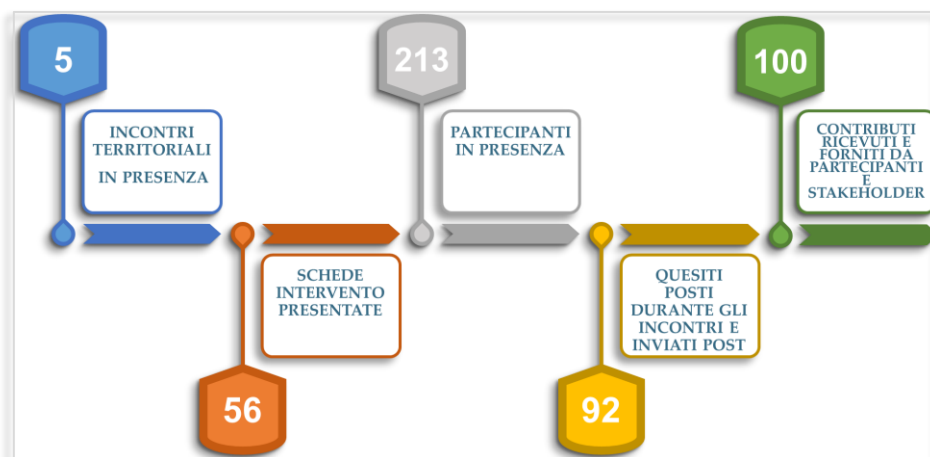 5
INCONTRI
TERRITORIALI
IN PRESENZA
56
SCHEDE
INTERVENTO
PRESENTATE
213
PARTECIPANTI
IN PRESENZA
92
QUESITI
POSTI
DURANTE GLI
INCONTRI E
INVIATI POST
100
CONTRIBUTI
RICEVUTI E
FORNITI DA
PARTECIPANTI
E
STAKEHOLDER